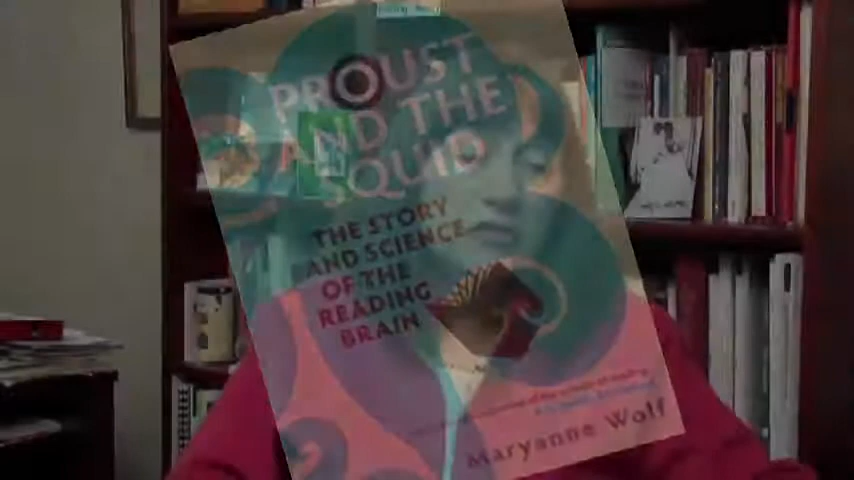 PROUST
AND THE
SQUID
THE STORY
AND SCIENCE
OF THE
READING
BRAIN
Maryanne Wolf